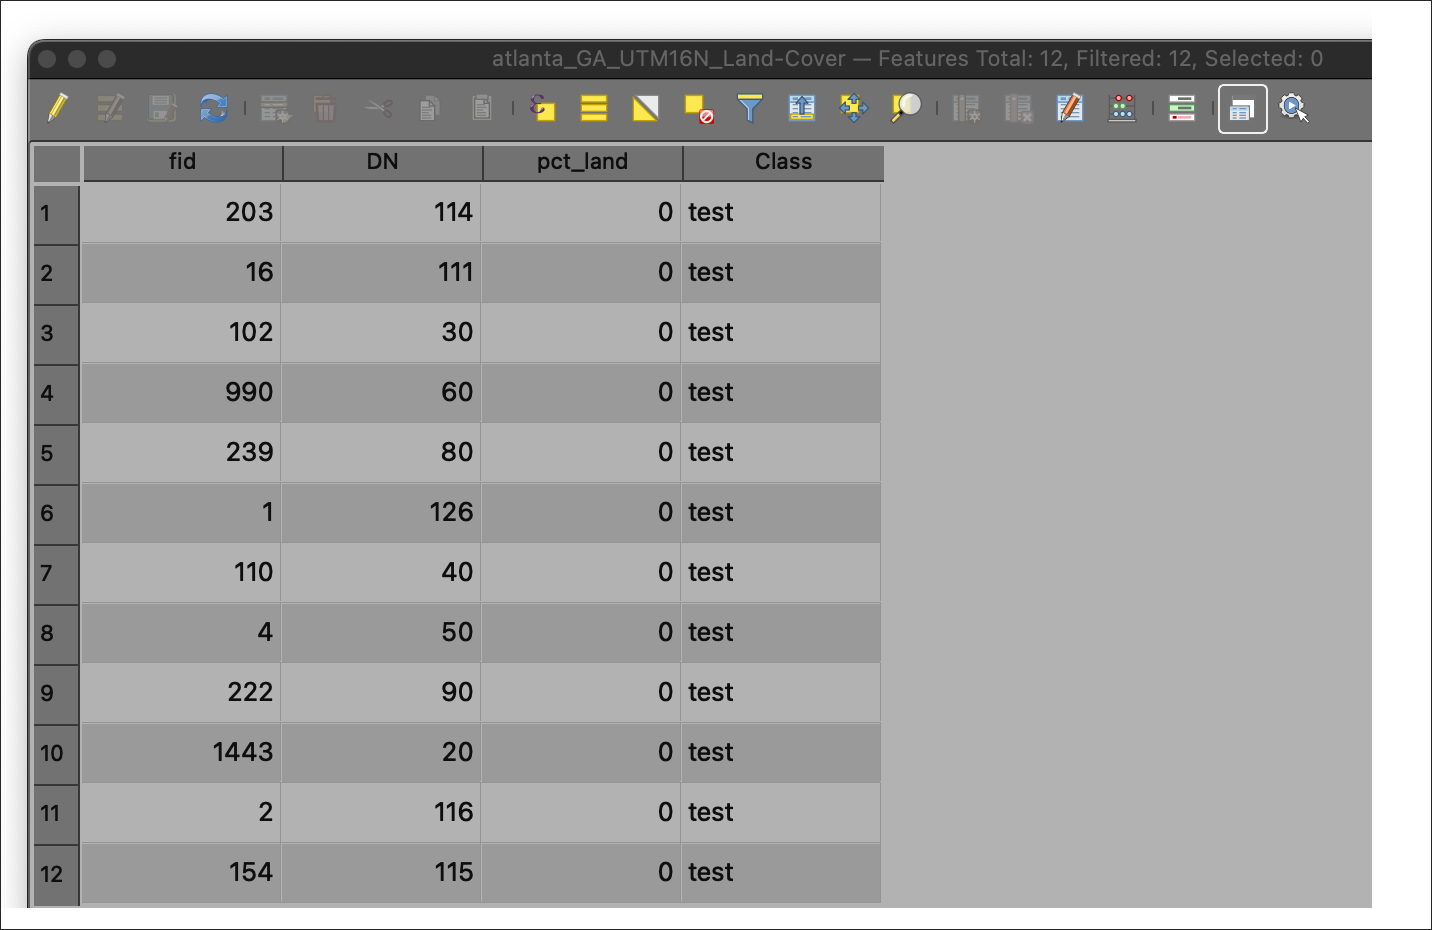 atlanta_GA_UTM16N_Land-Cover — Features Total: 12, Filtered: 12, Selected: 0
fid DN pct_land Class
1 203 114 0 test
2 16 111 0 test
3 102 30 0 test
4 990 60 0 test
5 239 80 0 test
6 1 126 0 test
7 110 40 0 test
8 4 50 0 test
9 222 90 0 test
10 1443 20 0 test
11 2 116 0 test
12 154 115 0 test